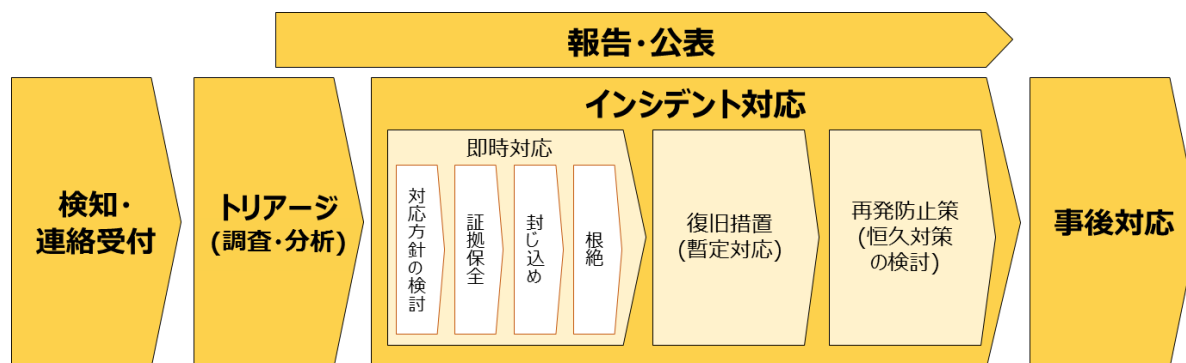 報告・公表
検知・
連絡受付
トリアージ
(調査・分析)
インシデント対応
即時対応
対応方針の検討
証拠保全
封じ込め
根絶
復旧措置
(暫定対応)
再発防止策
(恒久対策
の検討)
事後対応